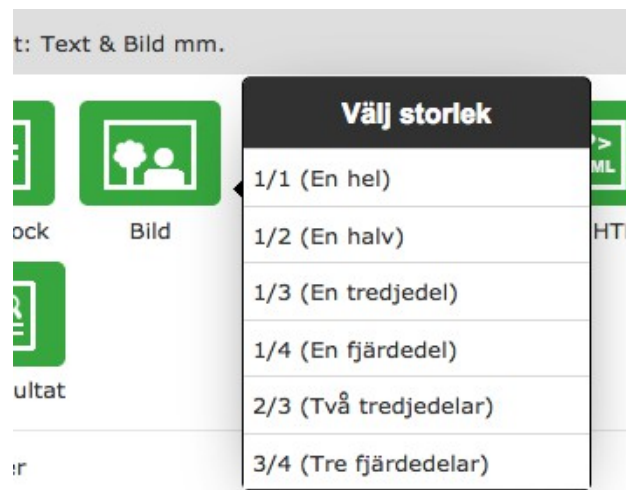 t: Text & Bild mm.
Välj storlek
1/1 (En hel)
1/2 (En halv)
1/3 (En tredjedel)
1/4 (En fjärdedel)
2/3 (Två tredjedelar)
3/4 (Tre fjärdedelar)
?>
ML
ock
Bild
HT
ultat
er